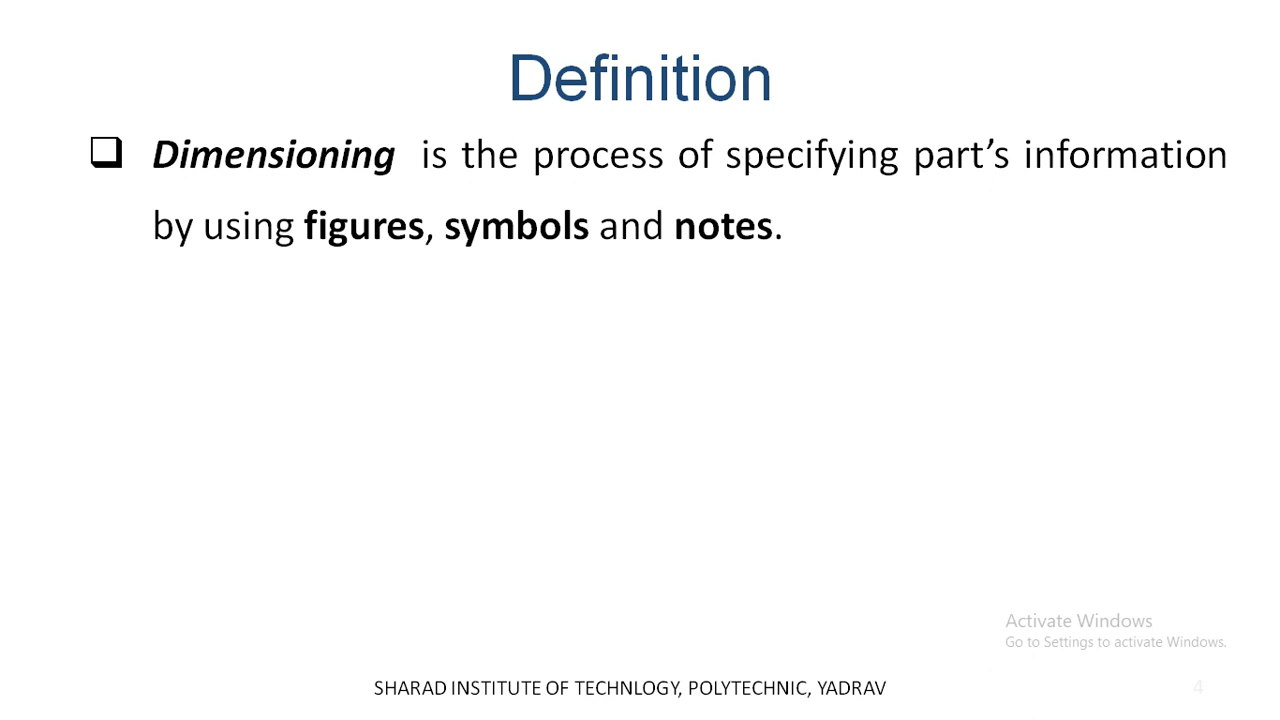 Definition
❑ Dimensioning is the process of specifying part’s information
by using figures, symbols and notes.
Activate Windows
Go to Settings to activate Windows.
SHARAD INSTITUTE OF TECHNLOGY, POLYTECHNIC, YADRAV
4